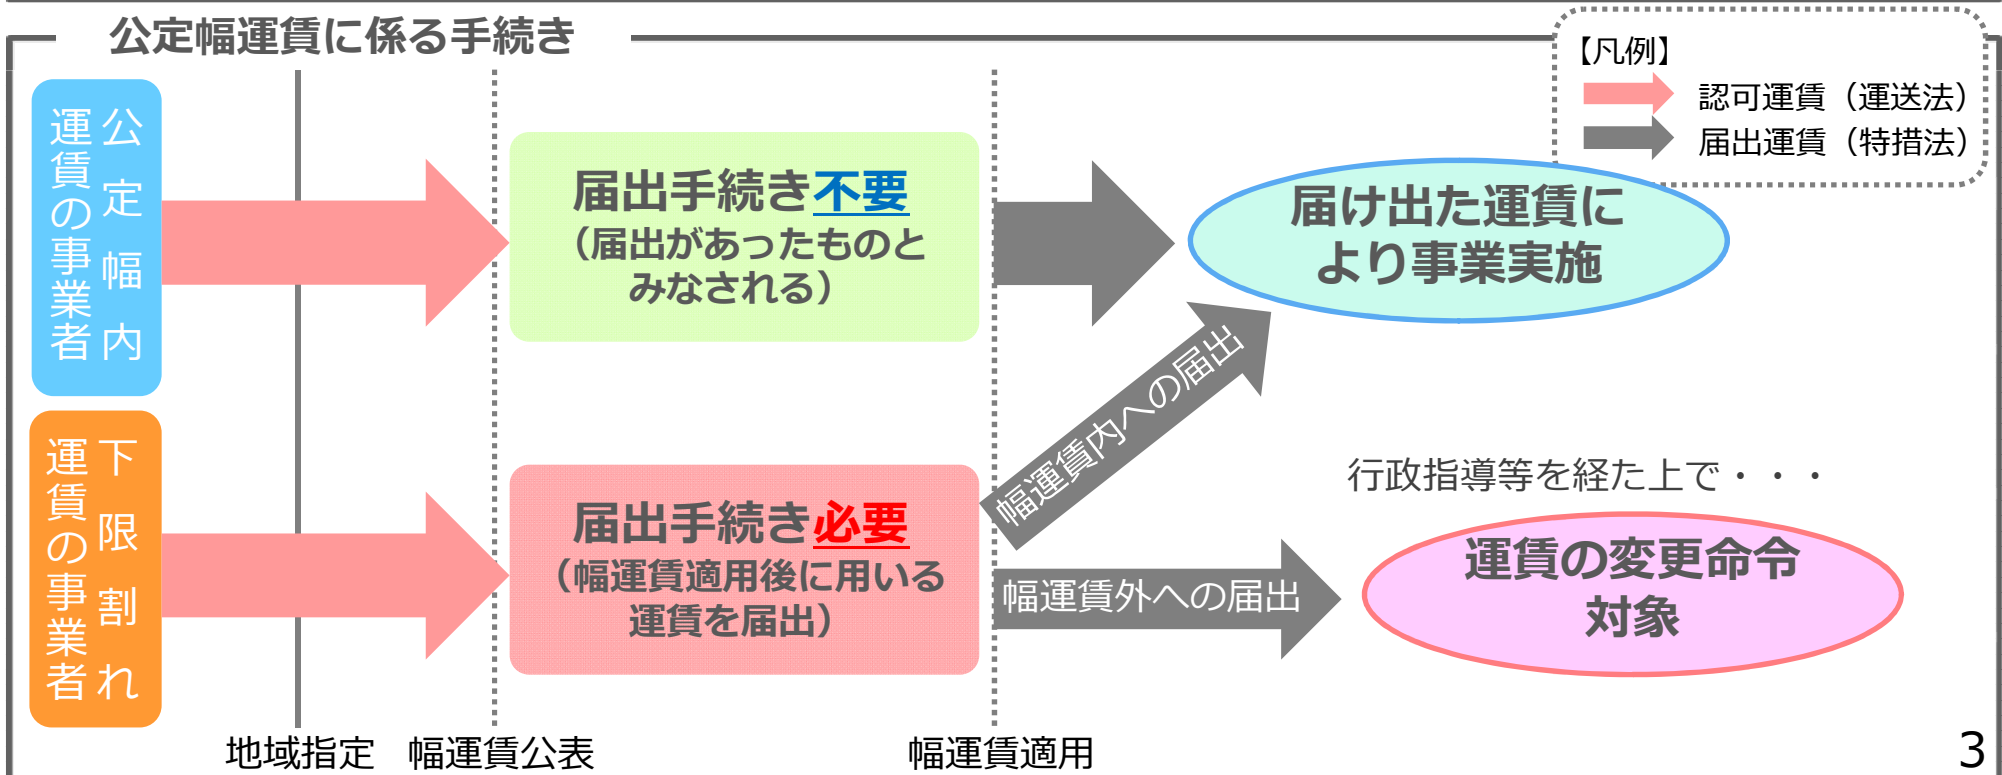 公定幅運賃に係る手続き
【凡例】
認可運賃（運送法）
届出運賃（特措法）
公定幅内
運賃の事業者
届出手続き不要
（届出があったものと
みなされる）
届け出た運賃に
より事業実施
幅運賃内への届出
下限割れ
運賃の事業者
届出手続き必要
（幅運賃適用後に用いる
運賃を届出）
幅運賃外への届出
行政指導等を経た上で・・・
運賃の変更命令
対象
地域指定
幅運賃公表
幅運賃適用
3